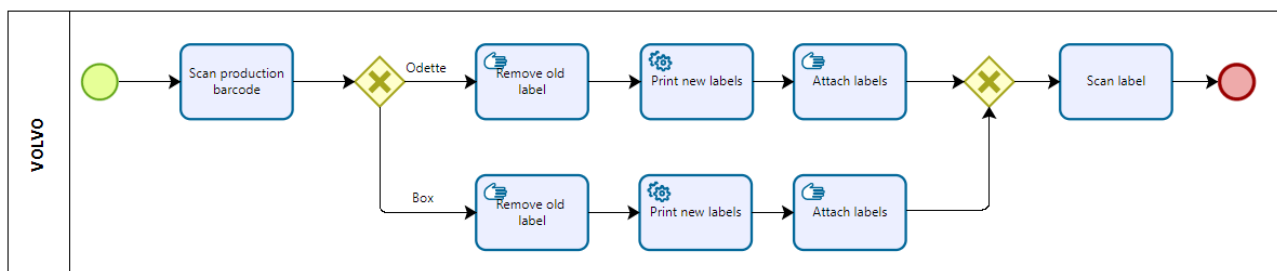 VOLVO
Scan production
barcode
Odette
Remove old
label
Print new labels
Attach labels
Scan label
Box
Remove old
label
Print new labels
Attach labels